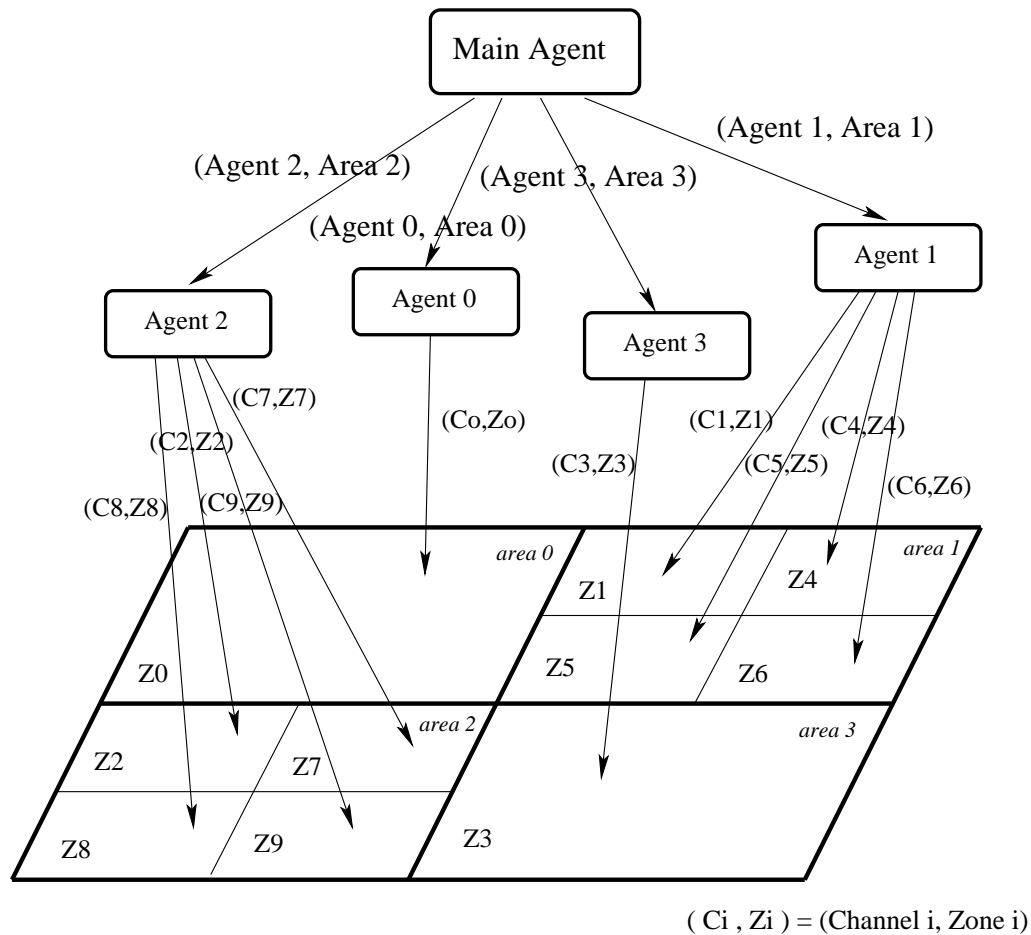 Main Agent
(Agent 1, Area 1)
(Agent 2, Area 2)
(Agent 3, Area 3)
(Agent 0, Area 0)
Agent 1
Agent 0
Agent 2
Agent 3
(C7,Z7)
(Co,Zo)
(C1,Z1)
(C4,Z4)
(C2,Z2)
(C3,Z3)
(C5,Z5)
(C6,Z6)
(C8,Z8)
(C9,Z9)
area 0
area 1
Z1
Z4
Z0
Z5
Z6
area 2
area 3
Z2
Z7
Z8
Z9
Z3
( Ci , Zi ) = (Channel i, Zone i)